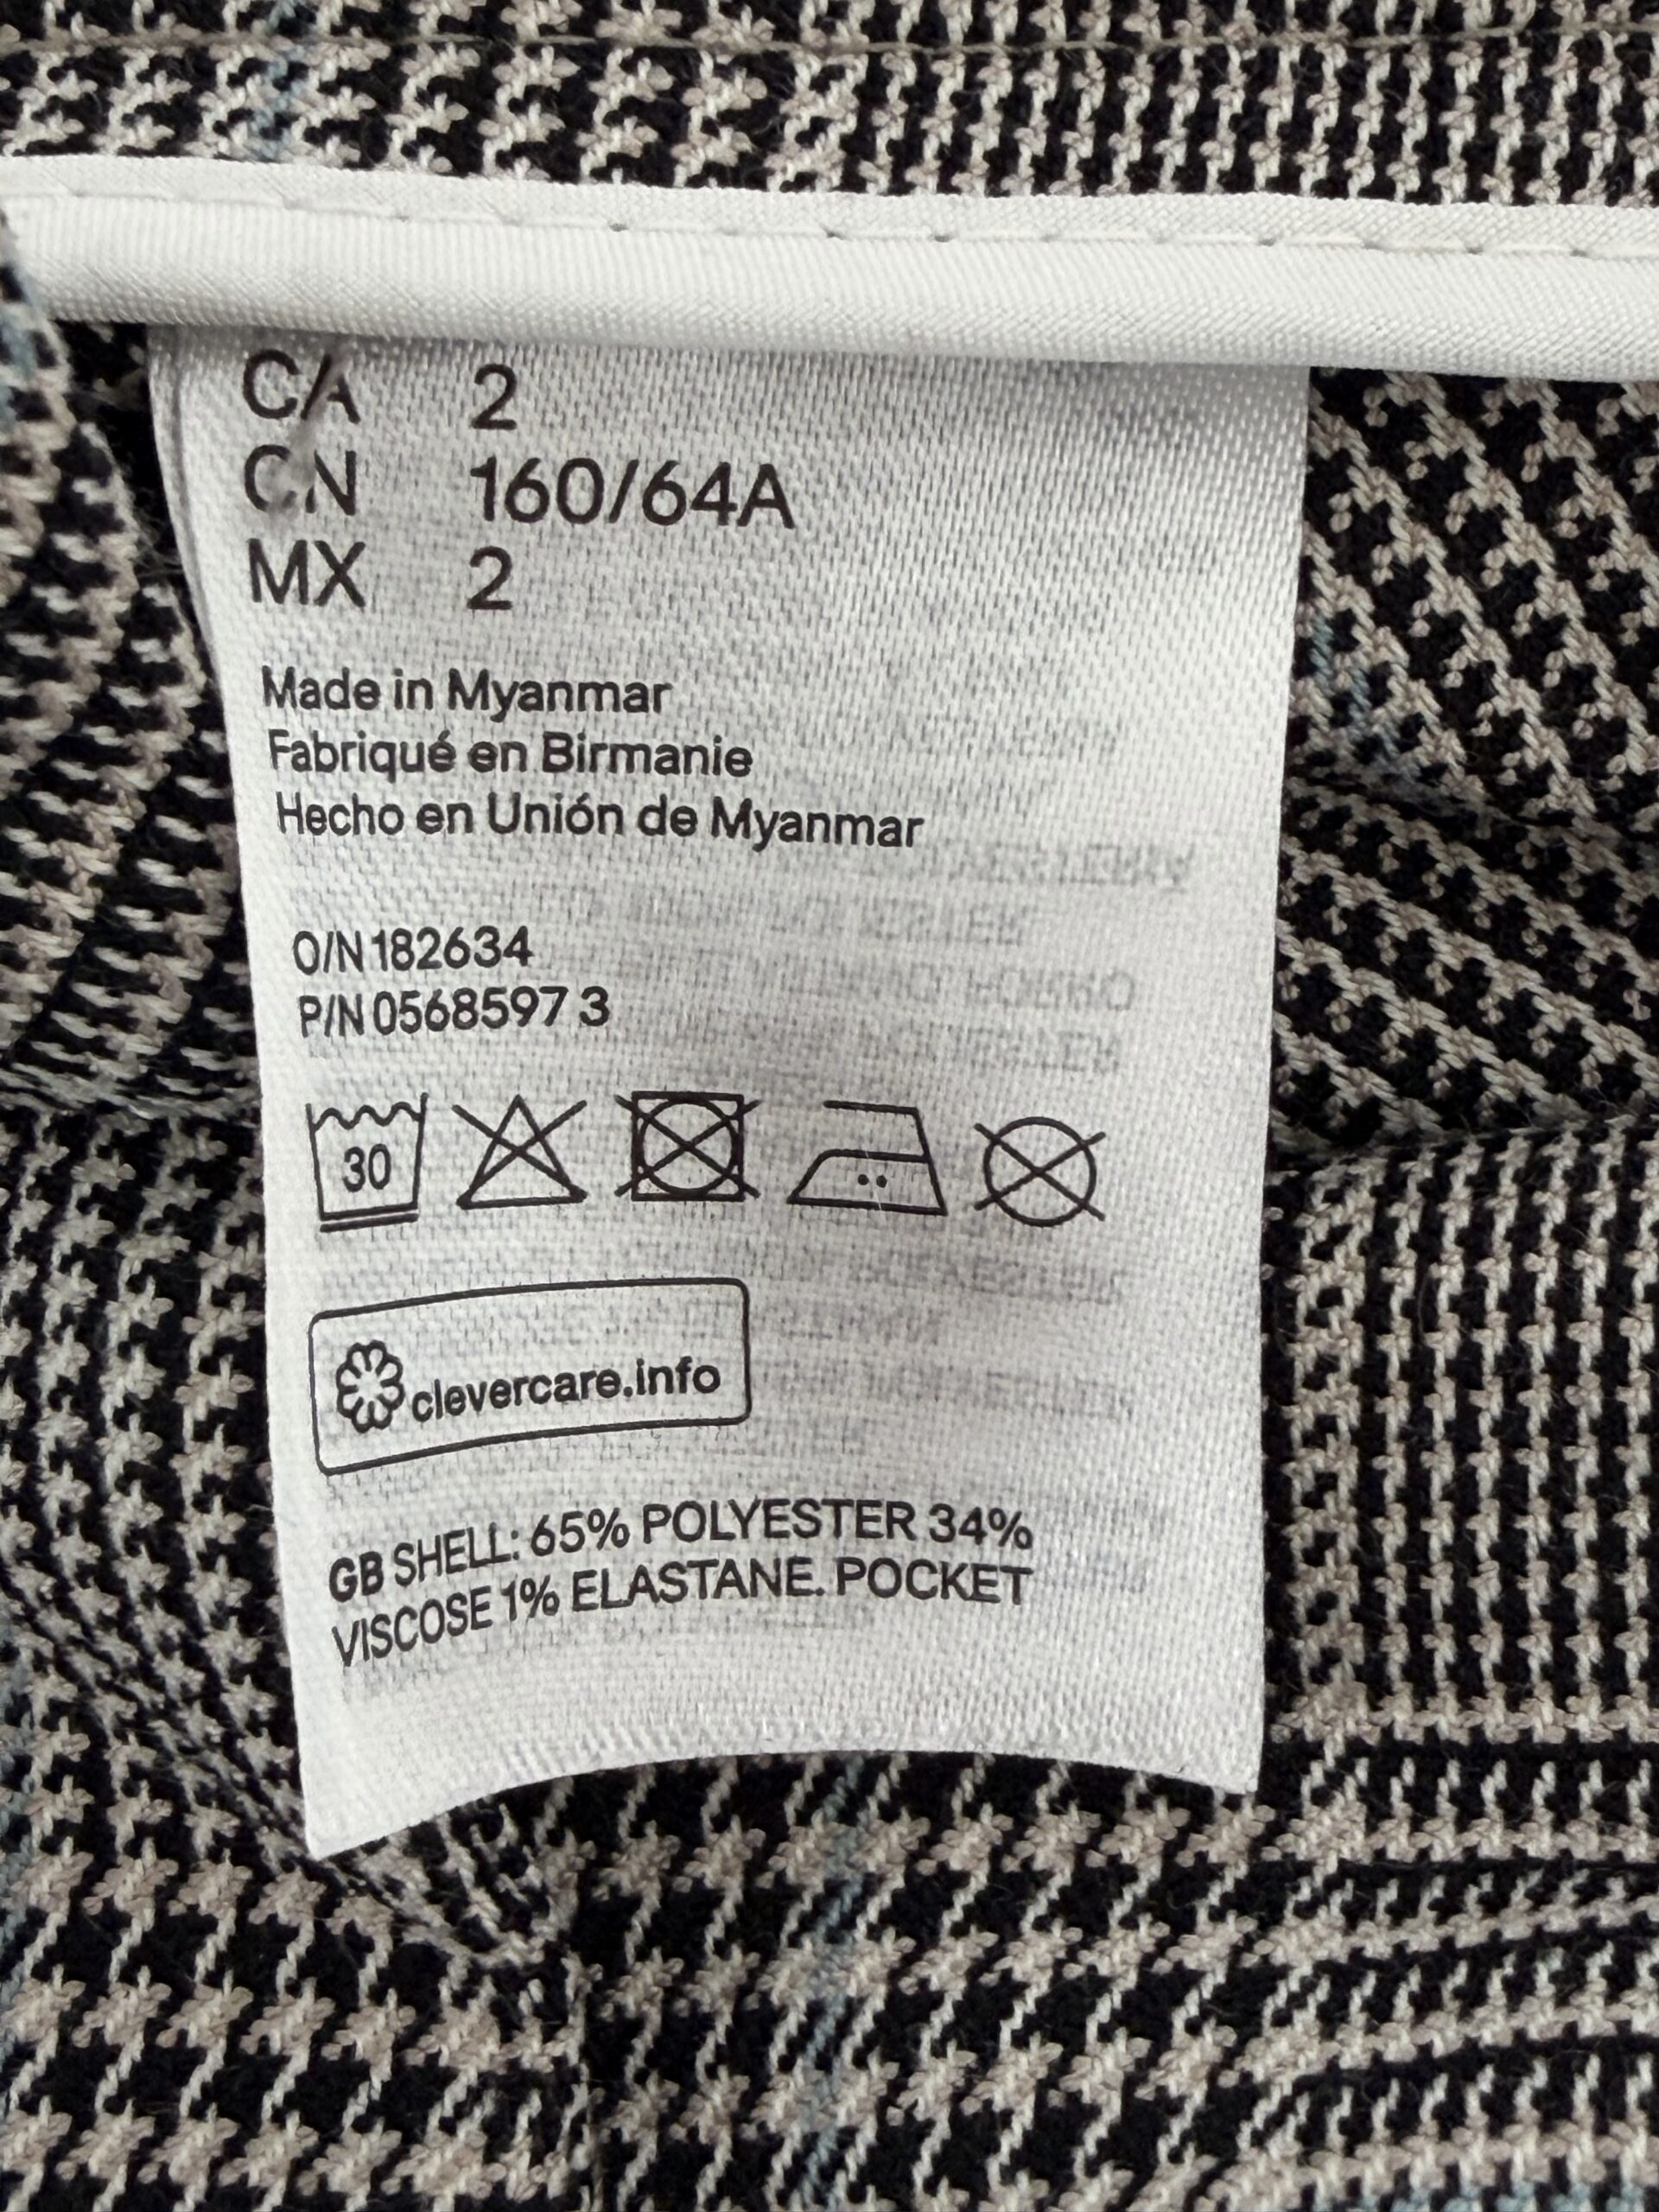 CA 2
CN 160/64A
MX 2
Made in Myanmar
Fabriqué en Birmanie
Hecho en Unión de Myanmar
O/N 182634
P/N 0568597 3
30
clevercare.info
GB SHELL: 65% POLYESTER 34%
VISCOSE 1% ELASTANE. POCKET